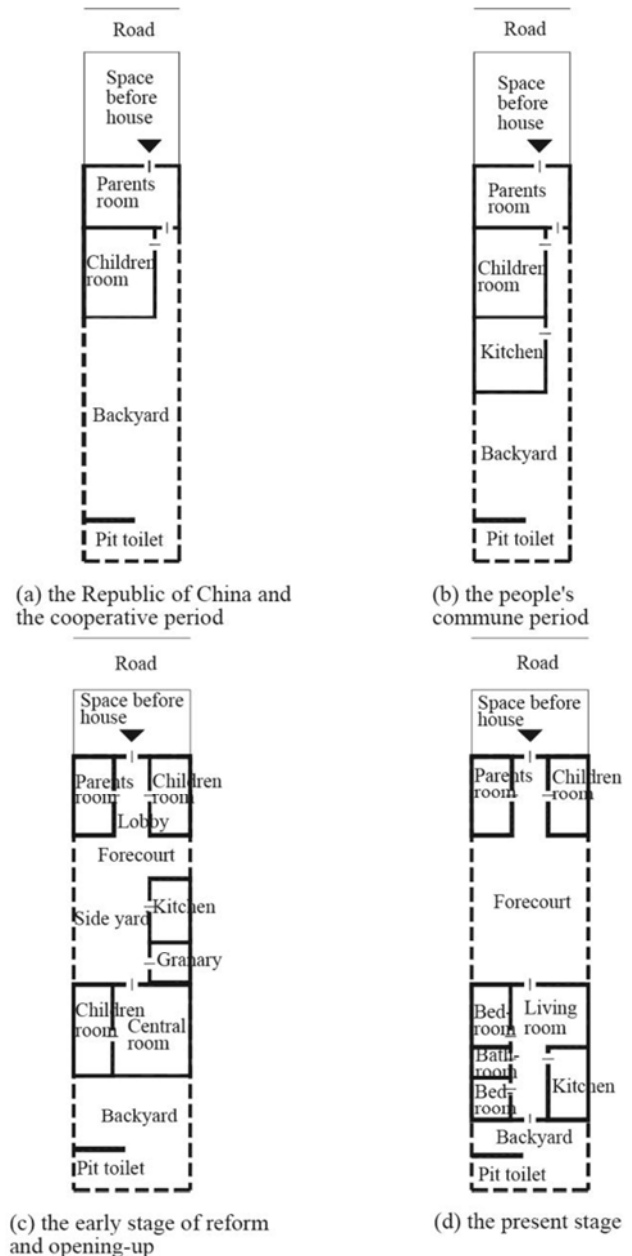 Road
Space
before
house
Parents
room
Children
room
Backyard
Pit toilet
(a) the Republic of China and
the cooperative period
Road
Space
before
house
Parents
room
Children
room
Kitchen
Backyard
Pit toilet
(b) the people's
commune period
Road
Space before
house
Parents
room
Children
room
Lobby
Forecourt
Kitchen
Side yard
Granary
Children
room
Central
room
Backyard
Pit toilet
(c) the early stage of reform
and opening-up
Road
Space before
house
Parents
room
Children
room
Forecourt
Bed-
room
Living
room
Bath-
room
Kitchen
Bed-
room
Backyard
Pit toilet
(d) the present stage